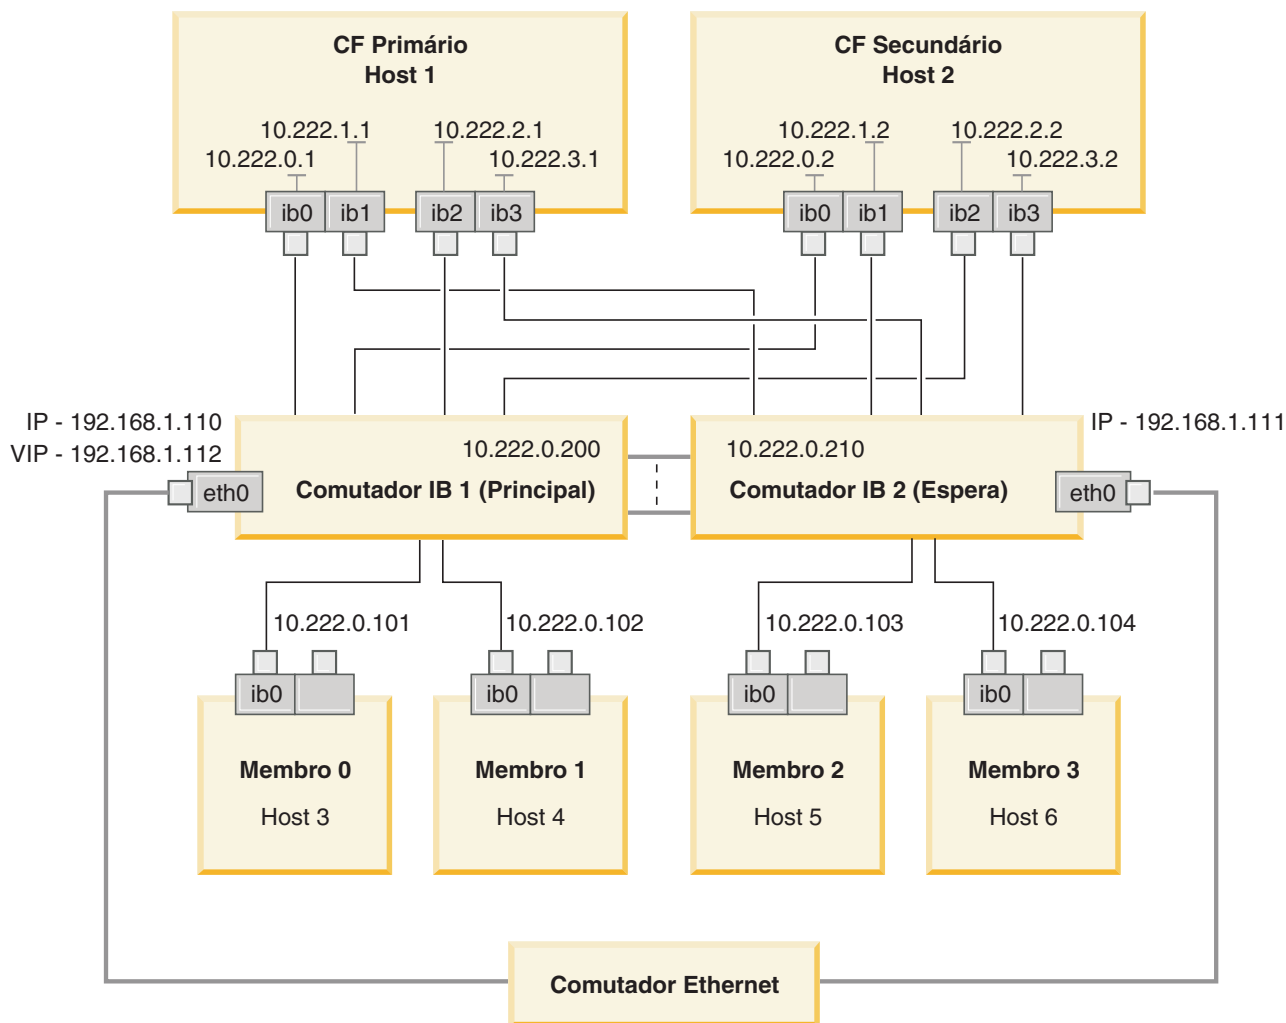 CF Primário
Host 1
CF Secundário
Host 2
10.222.1.1
10.222.2.1
10.222.0.1
10.222.3.1
10.222.1.2
10.222.2.2
10.222.0.2
10.222.3.2
ib0
ib1
ib2
ib3
ib0
ib1
ib2
ib3
IP - 192.168.1.110
VIP - 192.168.1.112
IP - 192.168.1.111
10.222.0.200
10.222.0.210
eth0
Comutador IB 1 (Principal)
Comutador IB 2 (Espera)
eth0
10.222.0.101
10.222.0.102
10.222.0.103
10.222.0.104
ib0
ib0
ib0
ib0
Membro 0
Host 3
Membro 1
Host 4
Membro 2
Host 5
Membro 3
Host 6
Comutador Ethernet